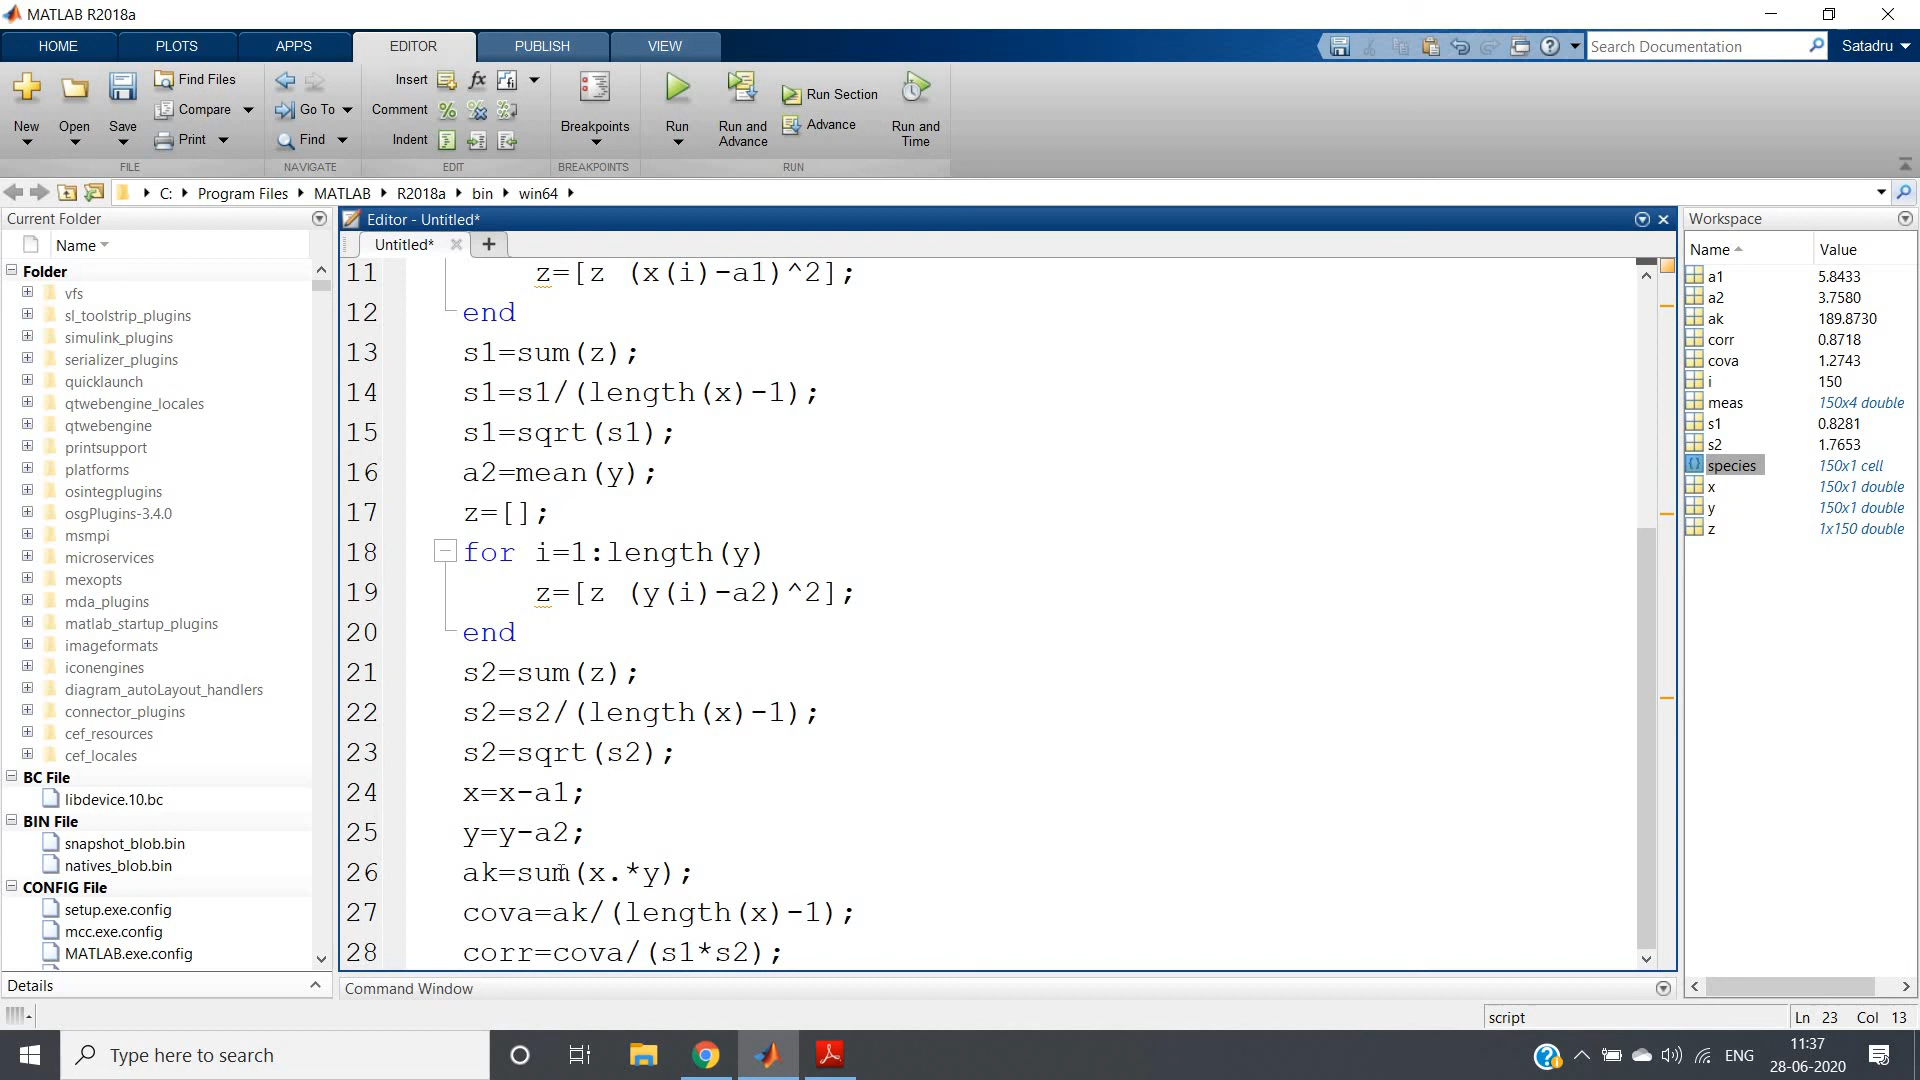 MATLAB R2018a
HOME PLOTS APPS EDITOR PUBLISH VIEW
Search Documentation
Satadru
New Open Save
Find Files
Compare
Print
Go To
Find
Insert
fx
Comment
Indent
Breakpoints
Run
Run and Advance
Run Section
Advance
Run and Time
FILE NAVIGATE EDIT BREAKPOINTS RUN
C: Program Files MATLAB R2018a bin win64
Current Folder
Name
Folder
vfs
sl_toolstrip_plugins
simulink_plugins
serializer_plugins
quicklaunch
qtwebengine_locales
qtwebengine
printsupport
platforms
osintegplugins
osgPlugins-3.4.0
msmpi
microservices
mexopts
mda_plugins
matlab_startup_plugins
imageformats
iconengines
diagram_autoLayout_handlers
connector_plugins
cef_resources
cef_locales
BC File
libdevice.10.bc
BIN File
snapshot_blob.bin
natives_blob.bin
CONFIG File
setup.exe.config
mcc.exe.config
MATLAB.exe.config
Details
Editor - Untitled*
Untitled*
11 z=[z (x(i)-a1)^2];
12 end
13 s1=sum(z);
14 s1=s1/(length(x)-1);
15 s1=sqrt(s1);
16 a2=mean(y);
17 z=[];
18 for i=1:length(y)
19 z=[z (y(i)-a2)^2];
20 end
21 s2=sum(z);
22 s2=s2/(length(x)-1);
23 s2=sqrt(s2);
24 x=x-a1;
25 y=y-a2;
26 ak=sum(x.*y);
27 cova=ak/(length(x)-1);
28 corr=cova/(s1*s2);
Command Window
Workspace
Name Value
a1 5.8433
a2 3.7580
ak 189.8730
corr 0.8718
cova 1.2743
i 150
meas 150x4 double
s1 0.8281
s2 1.7653
species 150x1 cell
x 150x1 double
y 150x1 double
z 1x150 double
script
Ln 23 Col 13
Type here to search
ENG
11:37
28-06-2020